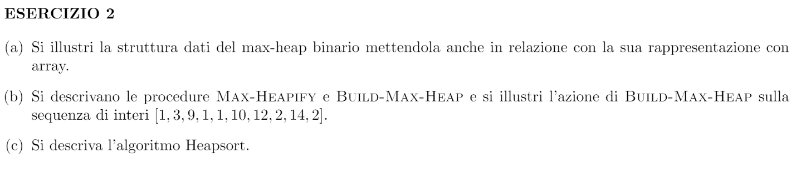 ESERCIZIO 2
(a) Si illustri la struttura dati del max-heap binario mettendola anche in relazione con la sua rappresentazione con
array.
(b) Si descrivano le procedure MAX-HEAPIFY e BUILD-MAX-HEAP e si illustri l'azione di BUILD-MAX-HEAP sulla
sequenza di interi [1, 3, 9, 1, 1, 10, 12, 2, 14, 2].
(c) Si descriva l'algoritmo Heapsort.